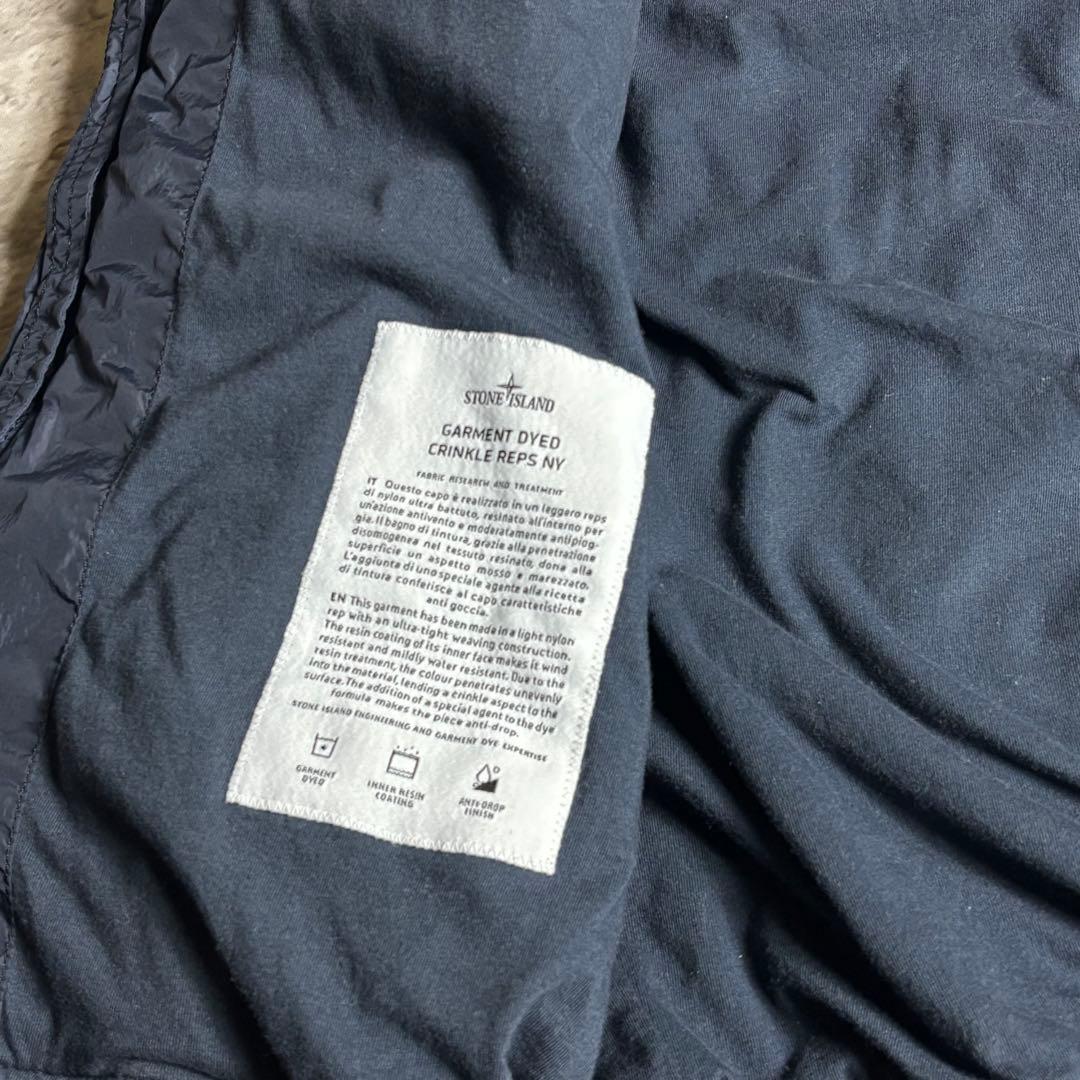 STONE ISLAND
GARMENT DYED
CRINKLE REPS NY
FABRIC RESEARCH AND TREATMENT
IT Questo capo è realizzato in un leggero reps
di nylon ultra battuto, resinato all'interno per
un'azione antivento e moderatamente antipiog-
gia. Il bagno di tintura, grazie alla penetrazione
disomogenea nel tessuto resinato, dona alla
superficie un aspetto mosso e marezzato.
L'aggiunta di uno speciale agente alla ricetta
di tintura conferisce al capo caratteristiche
anti goccia.
EN This garment has been made in a light nylon
rep with an ultra-tight weaving construction.
The resin coating of its inner face makes it wind
resistant and mildly water resistant. Due to the
resin treatment, the colour penetrates unevenly
into the material, lending a crinkle aspect to the
surface. The addition of a special agent to the dye
formula makes the piece anti-drop.
STONE ISLAND ENGINEERING AND GARMENT DYE EXPERTISE
GARMENT
DYED
INNER RESIN
COATING
ANTI-DROP
FINISH